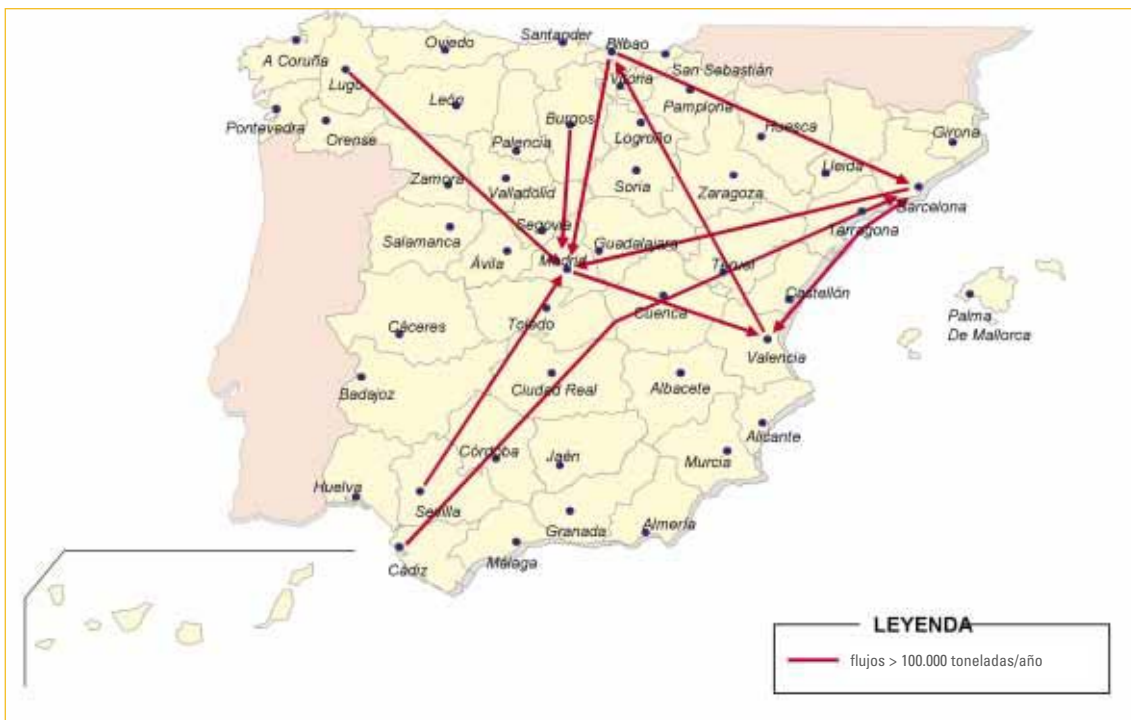 Santander
Bilbao
Oviedo
A Coruña
San Sebastián
Lugo
Vitoria
León
Pamplona
Pontevedra
Burgos
Huesca
Girona
Orense
Palencia
Logroño
Lleida
Zamora
Valladolid
Soria
Zaragoza
Barcelona
Segovia
Tarragona
Salamanca
Guadalajara
Ávila
Madrid
Teruel
Castellón
Cuenca
Palma
De Mallorca
Toledo
Cáceres
Valencia
Badajoz
Ciudad Real
Albacete
Alicante
Córdoba
Jaén
Murcia
Huelva
Sevilla
Granada
Almería
Cádiz
Málaga
LEYENDA
flujos > 100.000 toneladas/año